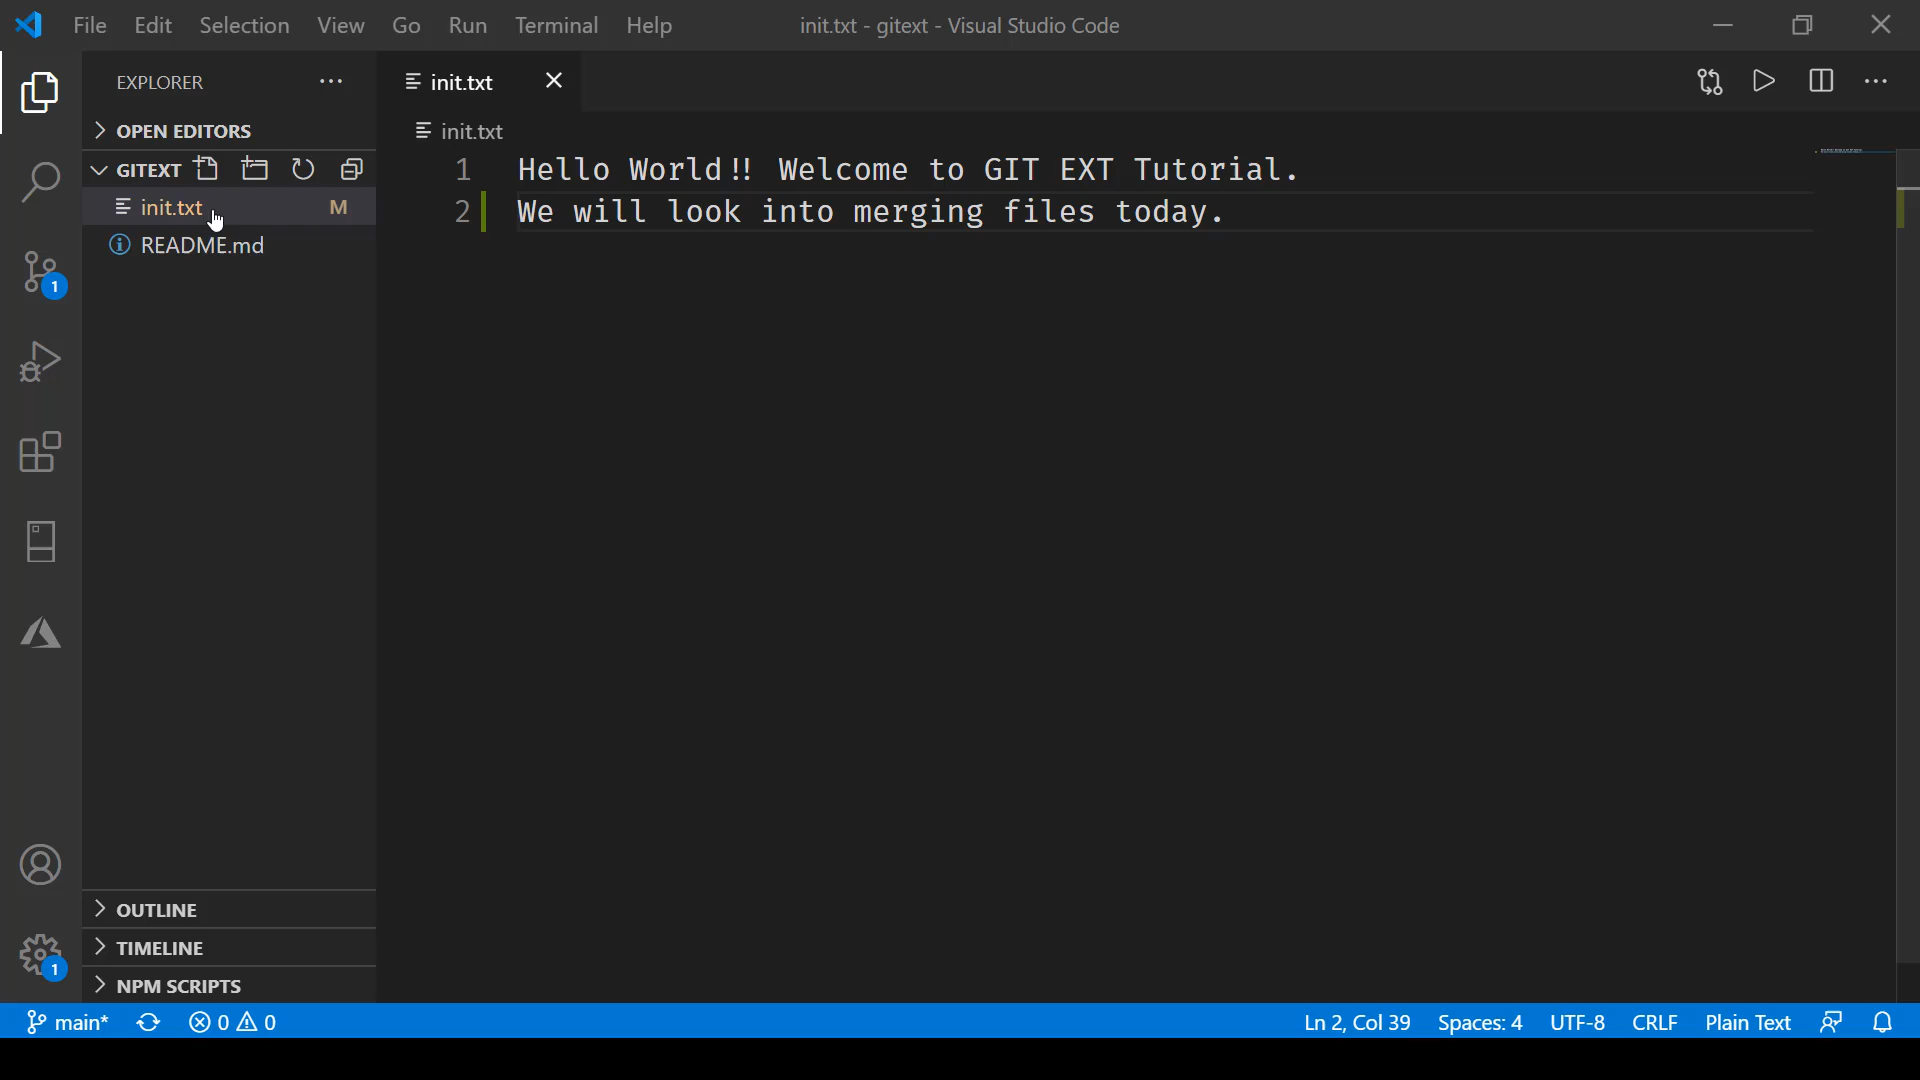 File Edit Selection View Go Run Terminal Help init.txt - gitext - Visual Studio Code
EXPLORER
init.txt
OPEN EDITORS
init.txt
GITEXT
1 Hello World!! Welcome to GIT EXT Tutorial.
init.txt M
2 We will look into merging files today.
README.md
1
OUTLINE
TIMELINE
1
NPM SCRIPTS
main* 0 0 Ln 2, Col 39 Spaces: 4 UTF-8 CRLF Plain Text